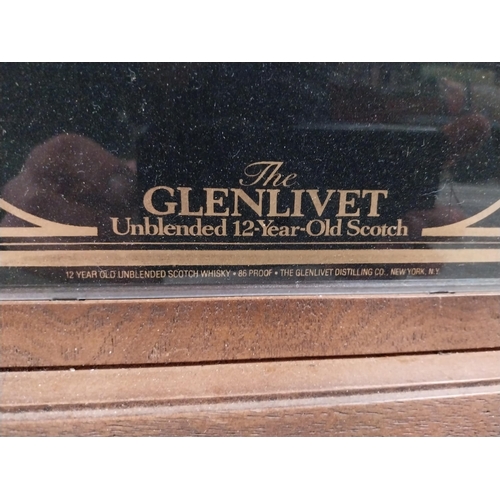 The
GLENLIVET
Unblended 12-Year-Old Scotch
12 YEAR OLD UNBLENDED SCOTCH WHISKY • 86 PROOF • THE GLENLIVET DISTILLING CO., NEW YORK, N.Y.